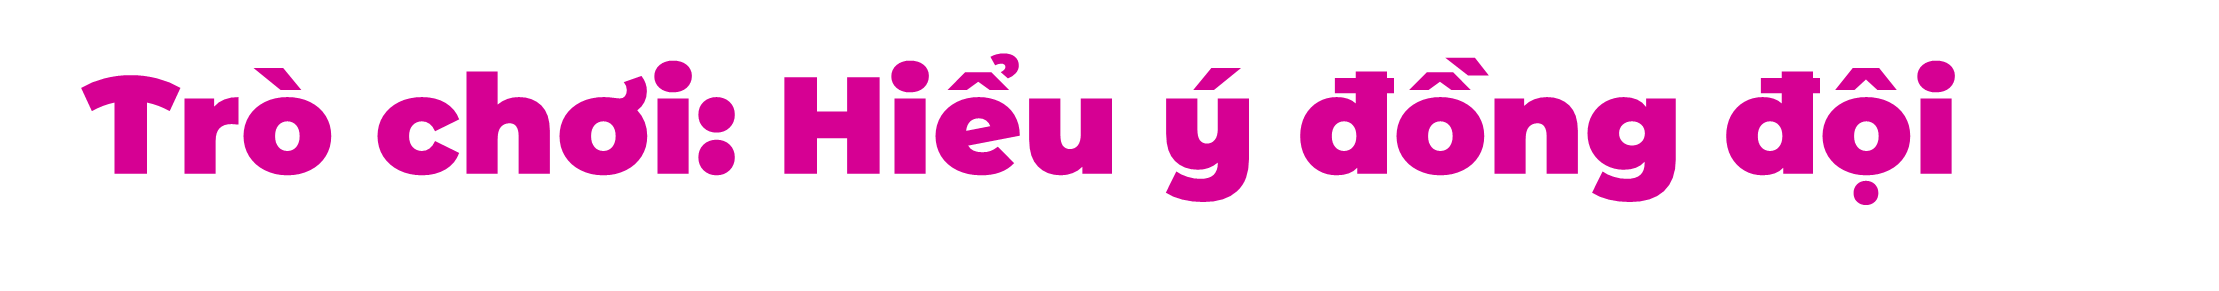 Trò chơi: Hiểu ý đồng đội